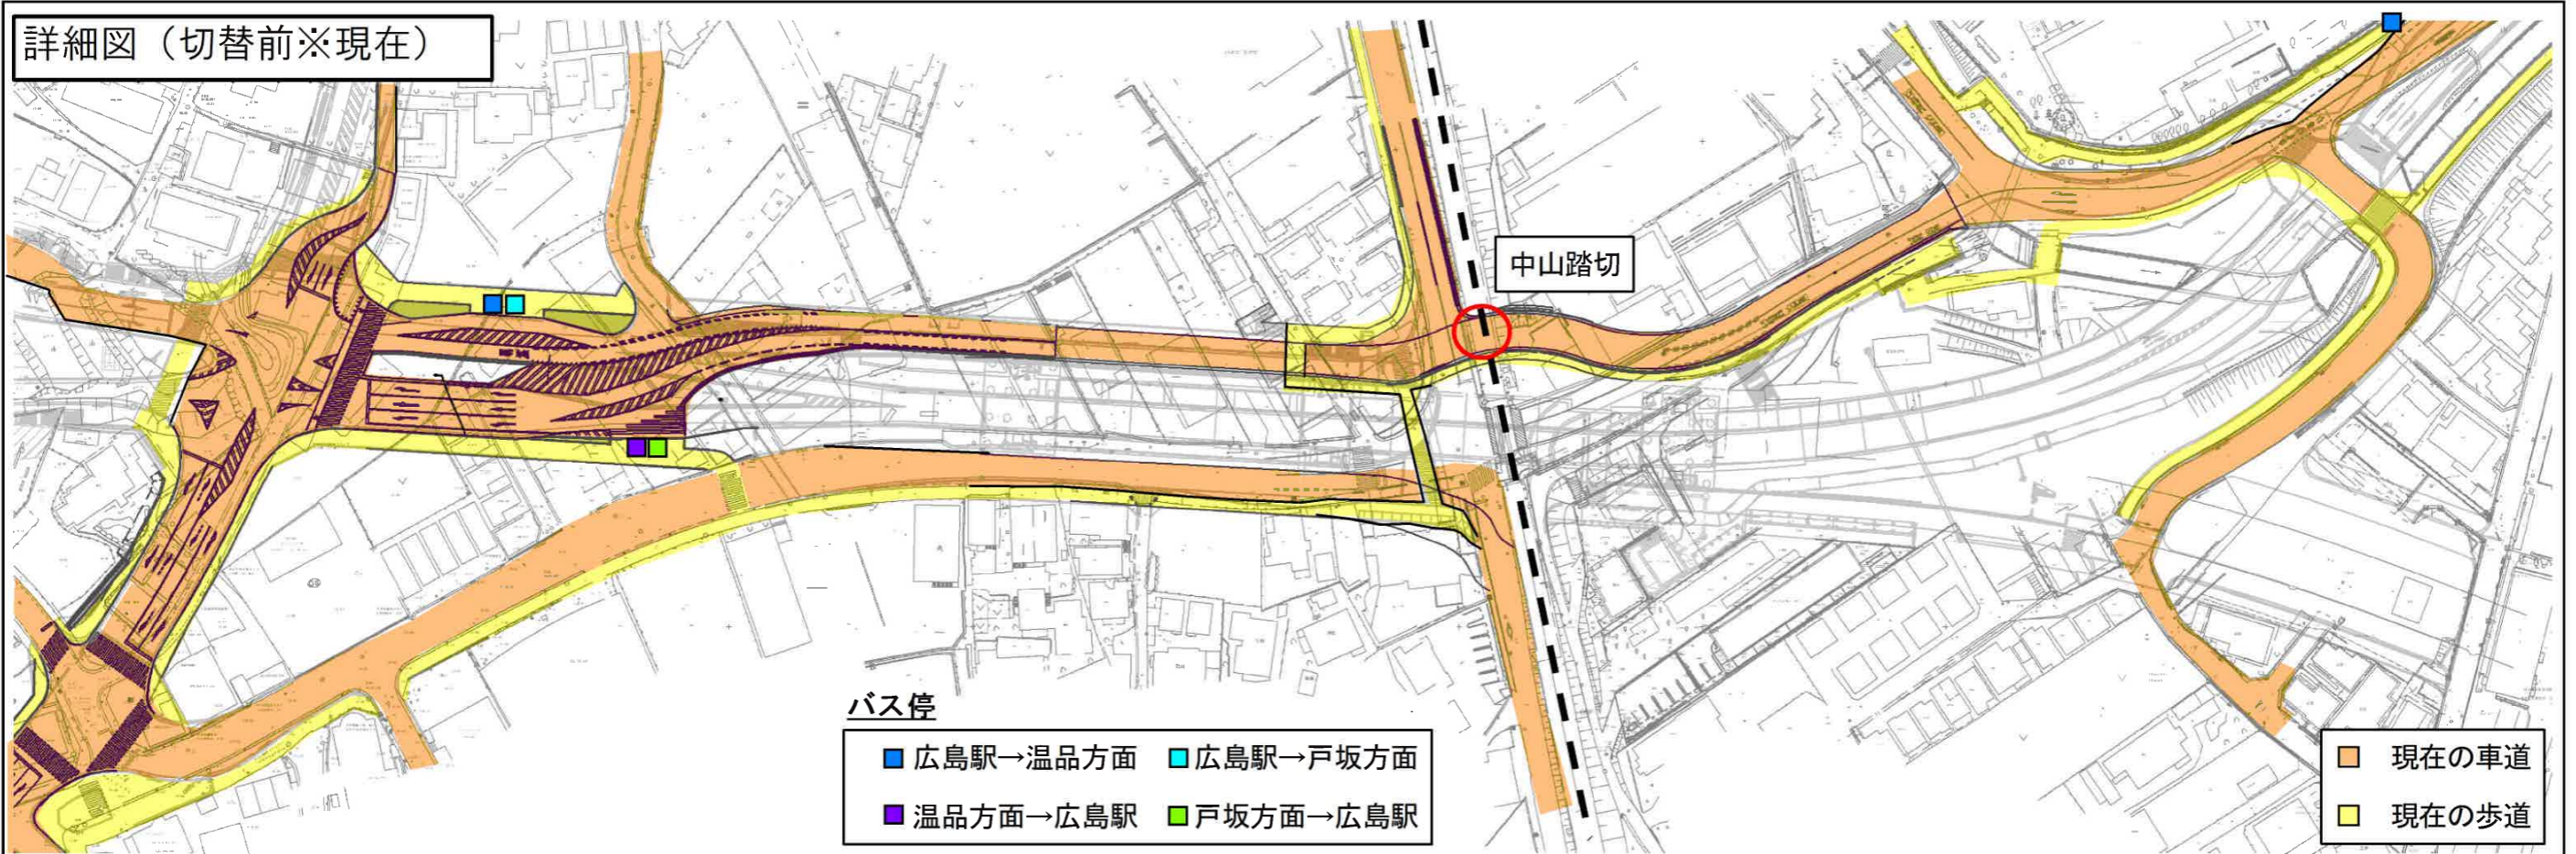 詳細図（切替前※現在）
中山踏切
バス停
広島駅→温品方面
広島駅→戸坂方面
温品方面→広島駅
戸坂方面→広島駅
現在の車道
現在の歩道